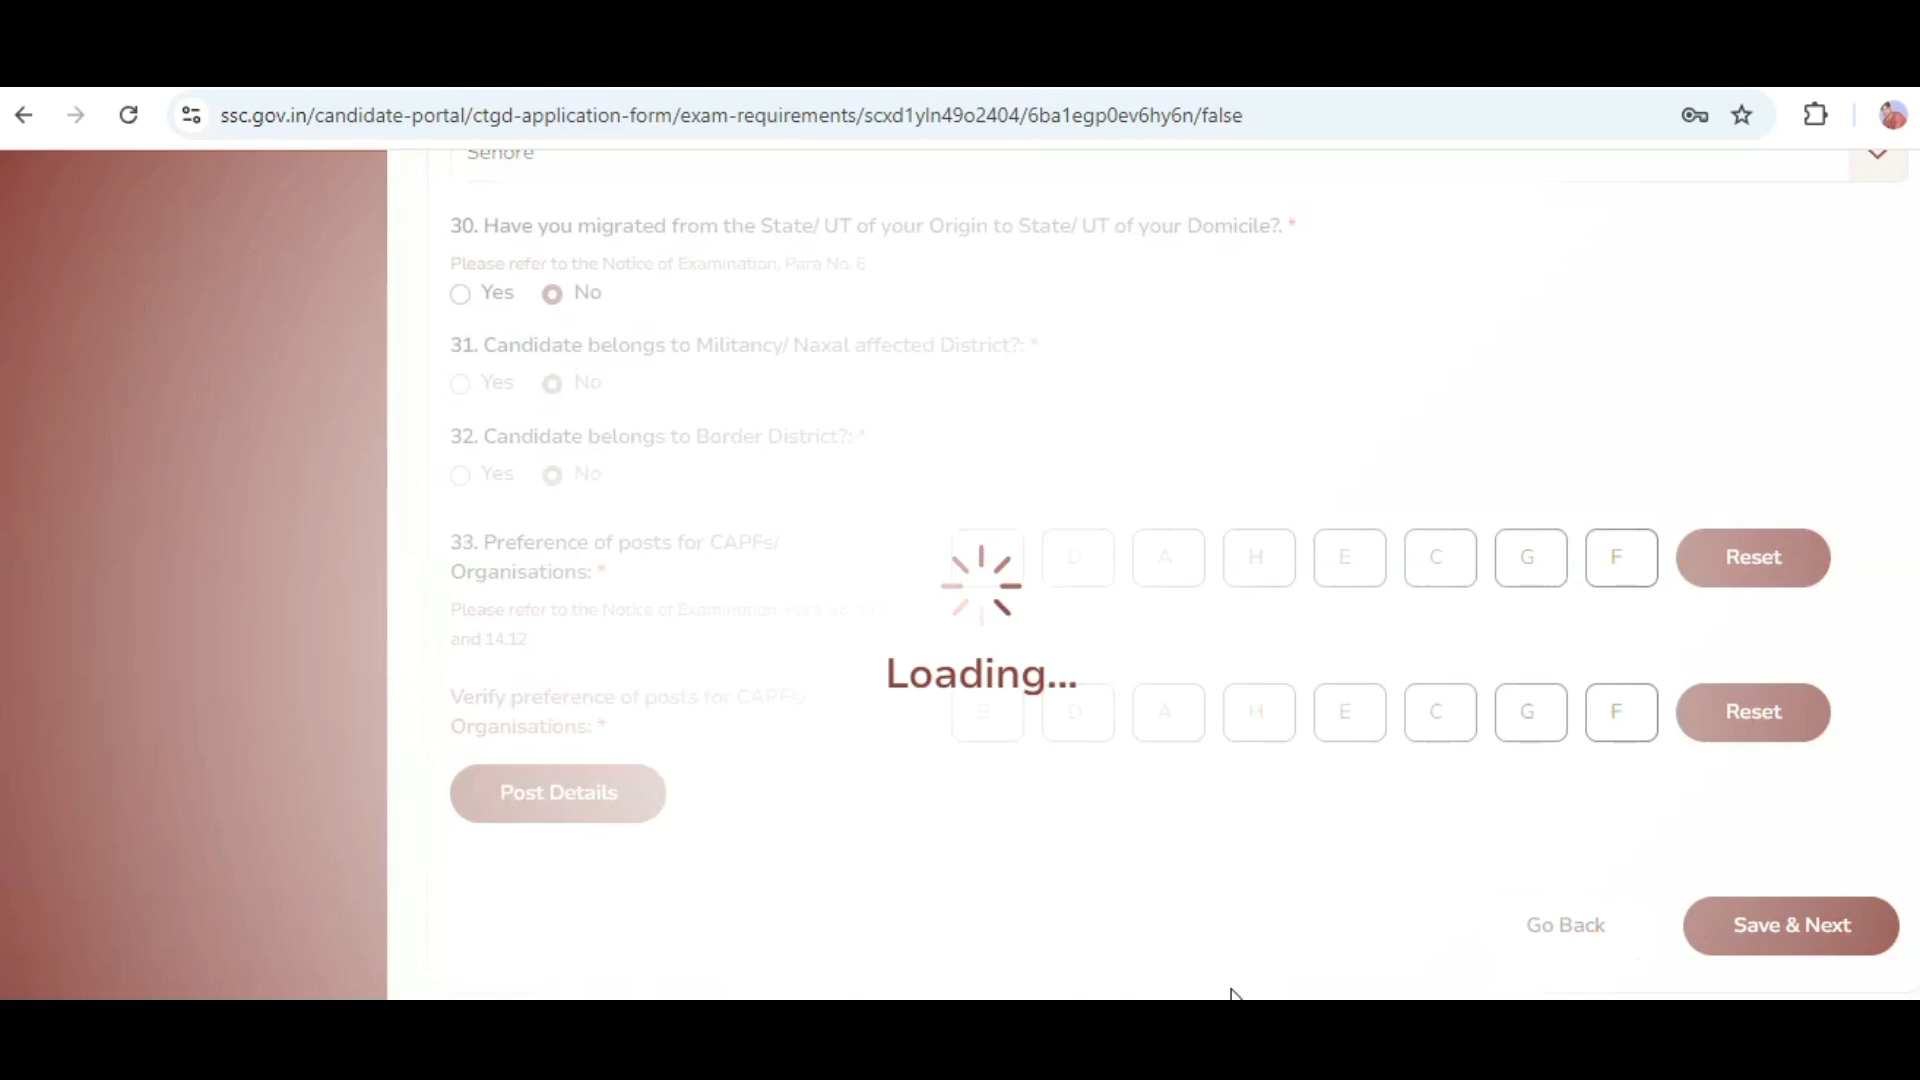 ssc.gov.in/candidate-portal/ctgd-application-form/exam-requirements/scxd1yln49o2404/6ba1egp0ev6hy6n/false
Sehore
30. Have you migrated from the State/ UT of your Origin to State/ UT of your Domicile?. *
Please refer to the Notice of Examination, Para No. 6
Yes No
31. Candidate belongs to Militancy/ Naxal affected District?: *
Yes No
32. Candidate belongs to Border District?: *
Yes No
33. Preference of posts for CAPFs/
Organisations: *
D A H E C G F Reset
Please refer to the Notice of Examination, Para No.
and 14.12
Loading...
Verify preference of posts for CAPFs/
Organisations: *
B D A H E C G F Reset
Post Details
Go Back Save & Next